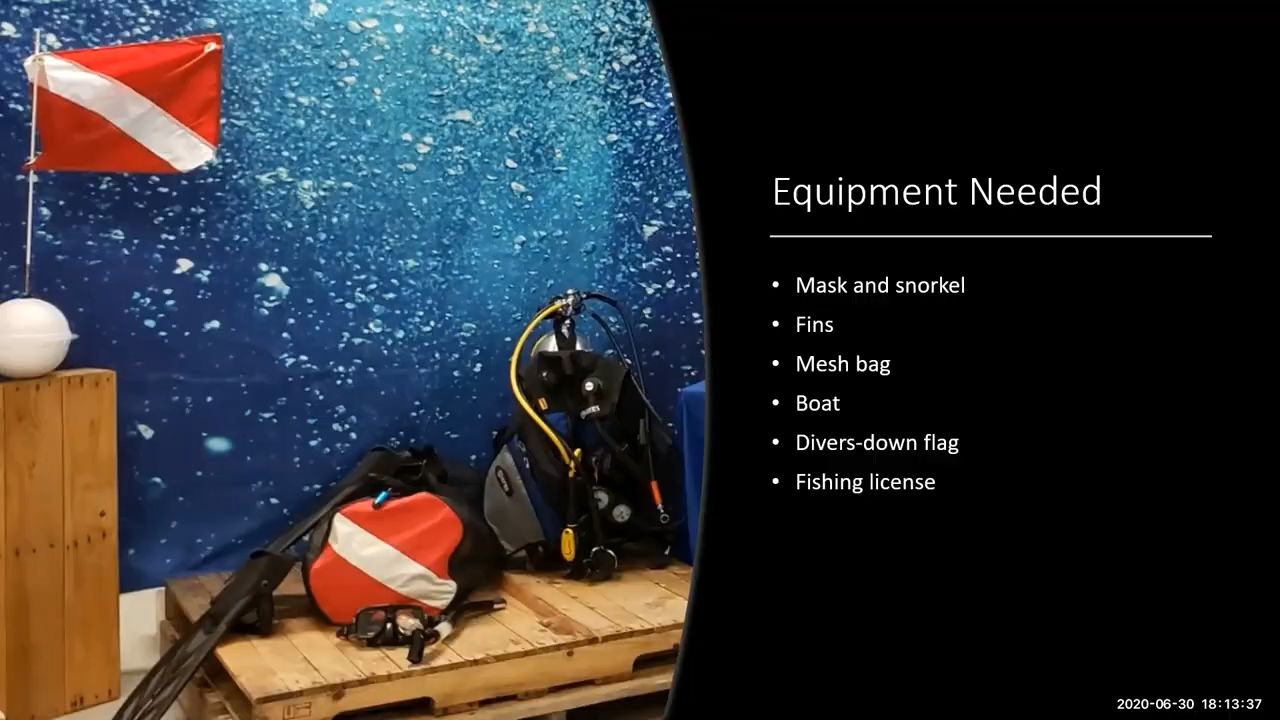 Equipment Needed
• Mask and snorkel
• Fins
• Mesh bag
• Boat
• Divers-down flag
• Fishing license
2020-06-30 18:13:37